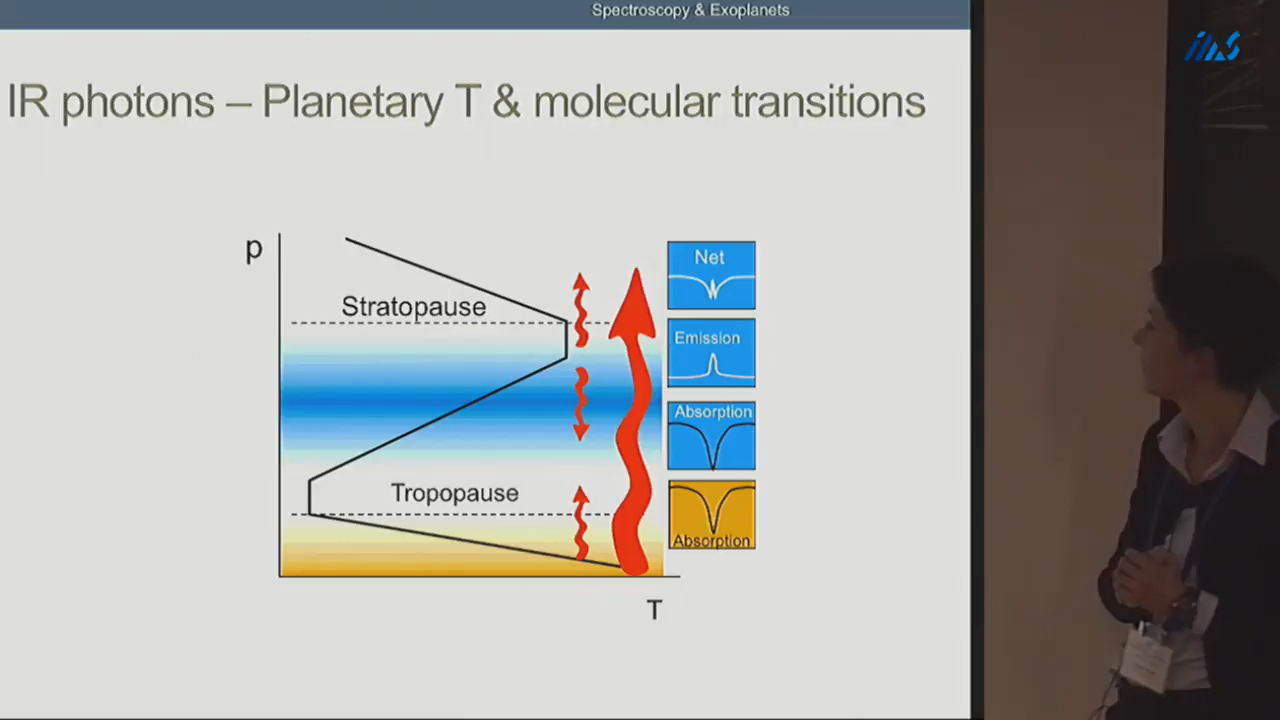 Spectroscopy & Exoplanets
IR photons – Planetary T & molecular transitions
p
Stratopause
Tropopause
T
Net
Emission
Absorption
Absorption